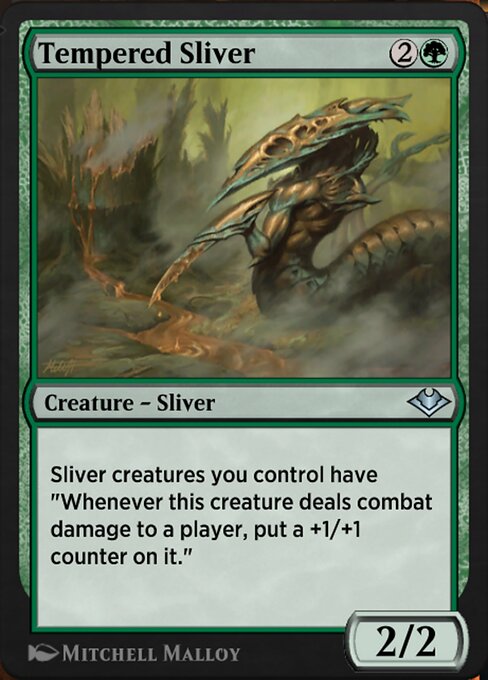 Tempered Sliver 2
Creature – Sliver
Sliver creatures you control have
"Whenever this creature deals combat
damage to a player, put a +1/+1
counter on it."
2/2
MITCHELL MALLOY